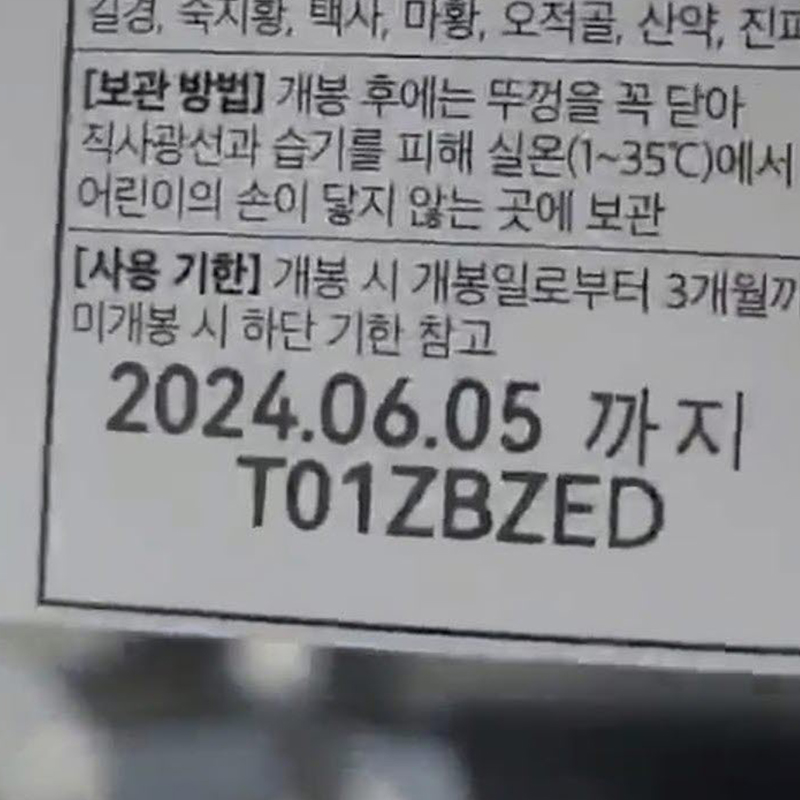 길경, 숙지황, 택사, 마황, 오적골, 산약, 진피
[보관 방법] 개봉 후에는 뚜껑을 꼭 닫아
직사광선과 습기를 피해 실온(1~35℃)에서
어린이의 손이 닿지 않는 곳에 보관
[사용 기한] 개봉 시 개봉일로부터 3개월까
미개봉 시 하단 기한 참고
2024.06.05 까지
T01ZBZED